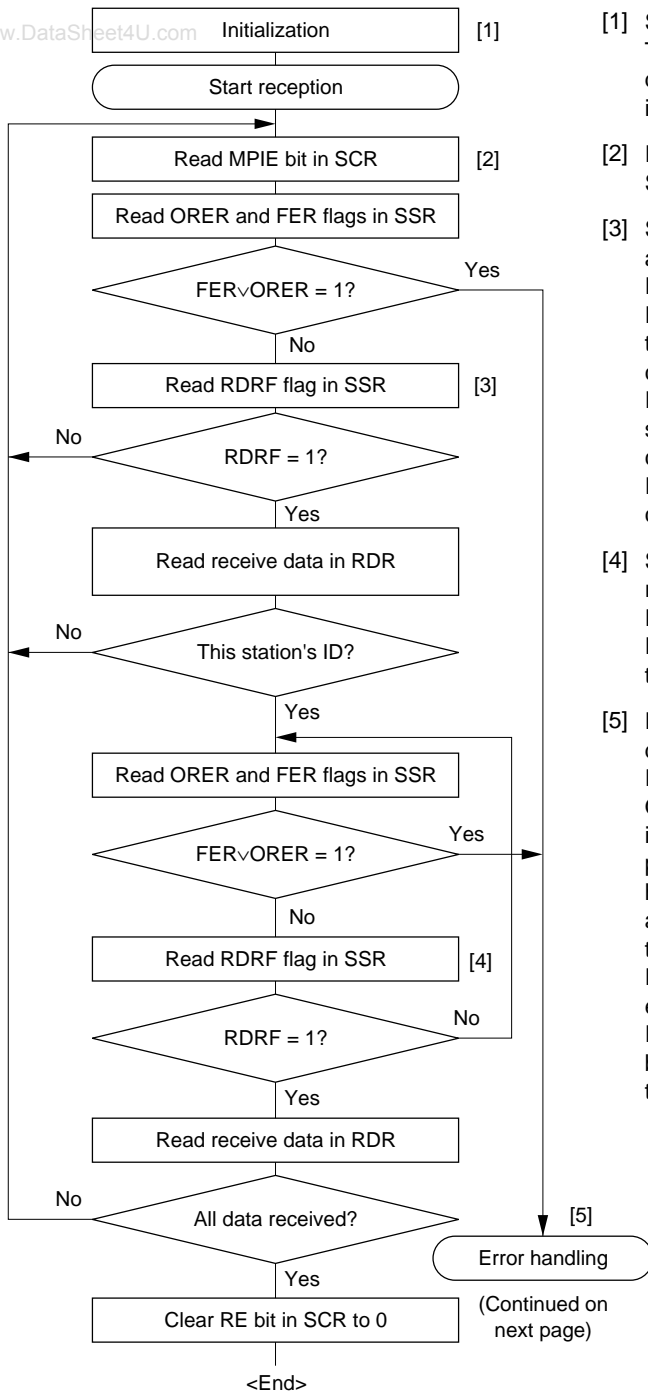 w.DataSheet4U.com
Initialization [1]
Start reception
Read MPIE bit in SCR [2]
Read ORER and FER flags in SSR
FER∨ORER = 1?
Yes
No
Read RDRF flag in SSR [3]
No
RDRF = 1?
Yes
Read receive data in RDR
No
This station's ID?
Yes
Read ORER and FER flags in SSR
FER∨ORER = 1?
Yes
No
Read RDRF flag in SSR [4]
RDRF = 1?
No
Yes
Read receive data in RDR
No
All data received?
Yes
[5]
Error handling
(Continued on
next page)
Clear RE bit in SCR to 0
<End>
[1]
[2]
[3]
[4]
[5]